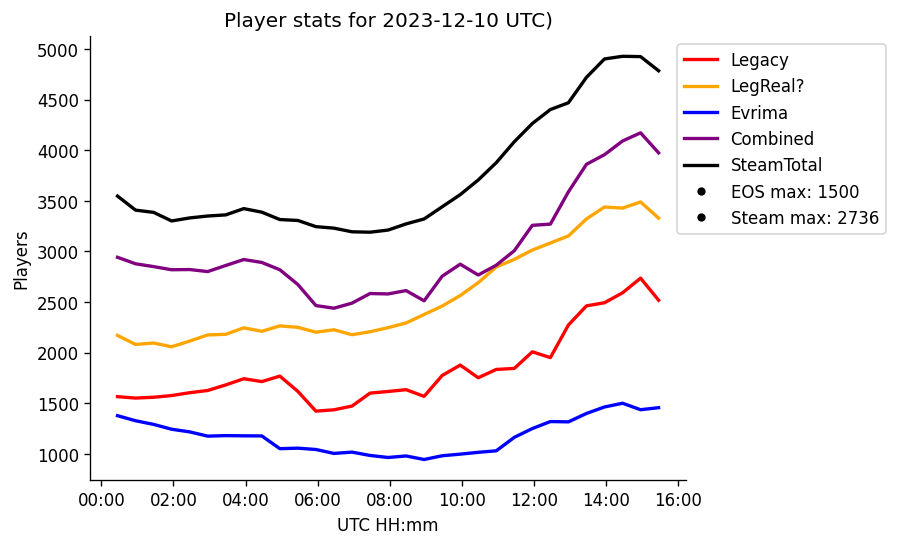 Player stats for 2023-12-10 UTC)
5000
4500
4000
3500
3000
2500
2000
1500
1000
Players
00:00 02:00 04:00 06:00 08:00 10:00 12:00 14:00 16:00
UTC HH:mm
Legacy
LegReal?
Evrima
Combined
SteamTotal
EOS max: 1500
Steam max: 2736